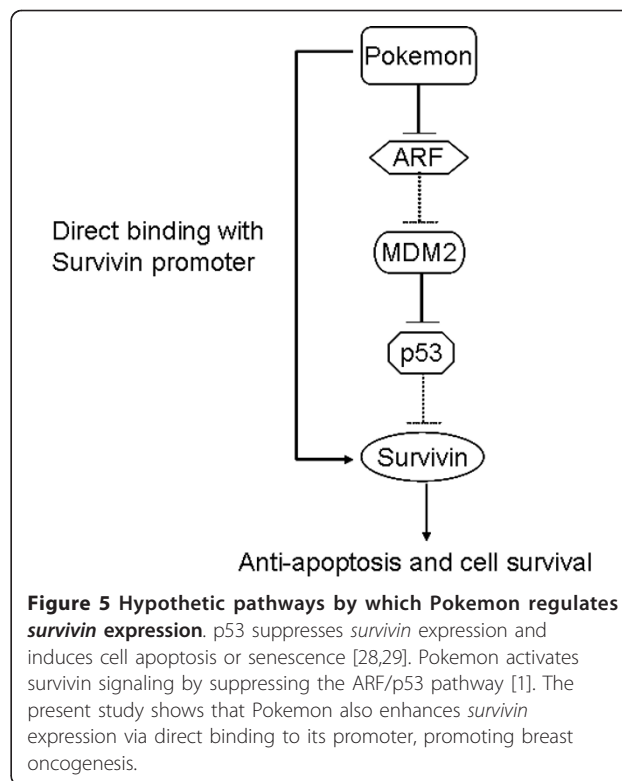 Pokemon
ARF
Direct binding with
Survivin promoter
MDM2
p53
Survivin
Anti-apoptosis and cell survival
Figure 5 Hypothetic pathways by which Pokemon regulates
survivin expression. p53 suppresses survivin expression and
induces cell apoptosis or senescence [28,29]. Pokemon activates
survivin signaling by suppressing the ARF/p53 pathway [1]. The
present study shows that Pokemon also enhances survivin
expression via direct binding to its promoter, promoting breast
oncogenesis.